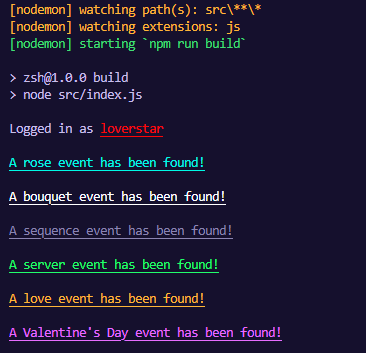 [nodemon] watching path(s): src\**\*
[nodemon] watching extensions: js
[nodemon] starting `npm run build`
> zsh@1.0.0 build
> node src/index.js
Logged in as loverstar
A rose event has been found!
A bouquet event has been found!
A sequence event has been found!
A server event has been found!
A love event has been found!
A Valentine's Day event has been found!